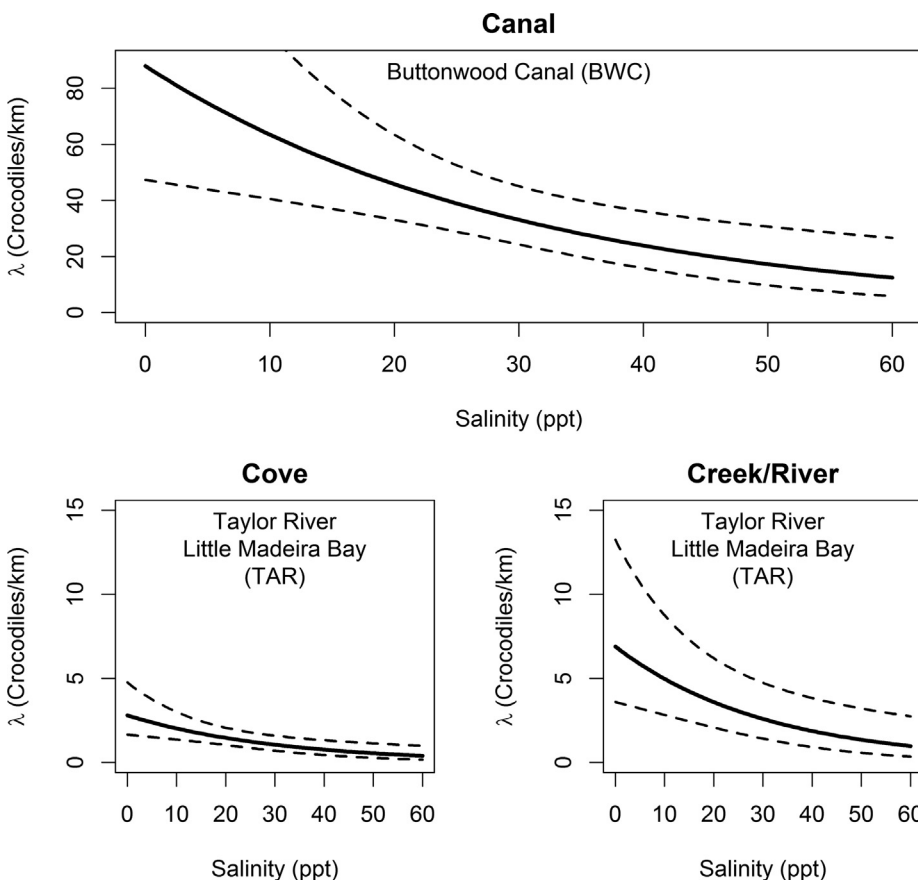 Canal
Buttonwood Canal (BWC)
λ (Crocodiles/km)
0 20 40 60 80
0 10 20 30 40 50 60
Salinity (ppt)
Cove
Taylor River
Little Madeira Bay
(TAR)
λ (Crocodiles/km)
0 5 10 15
0 10 20 30 40 50 60
Salinity (ppt)
Creek/River
Taylor River
Little Madeira Bay
(TAR)
λ (Crocodiles/km)
0 5 10 15
0 10 20 30 40 50 60
Salinity (ppt)